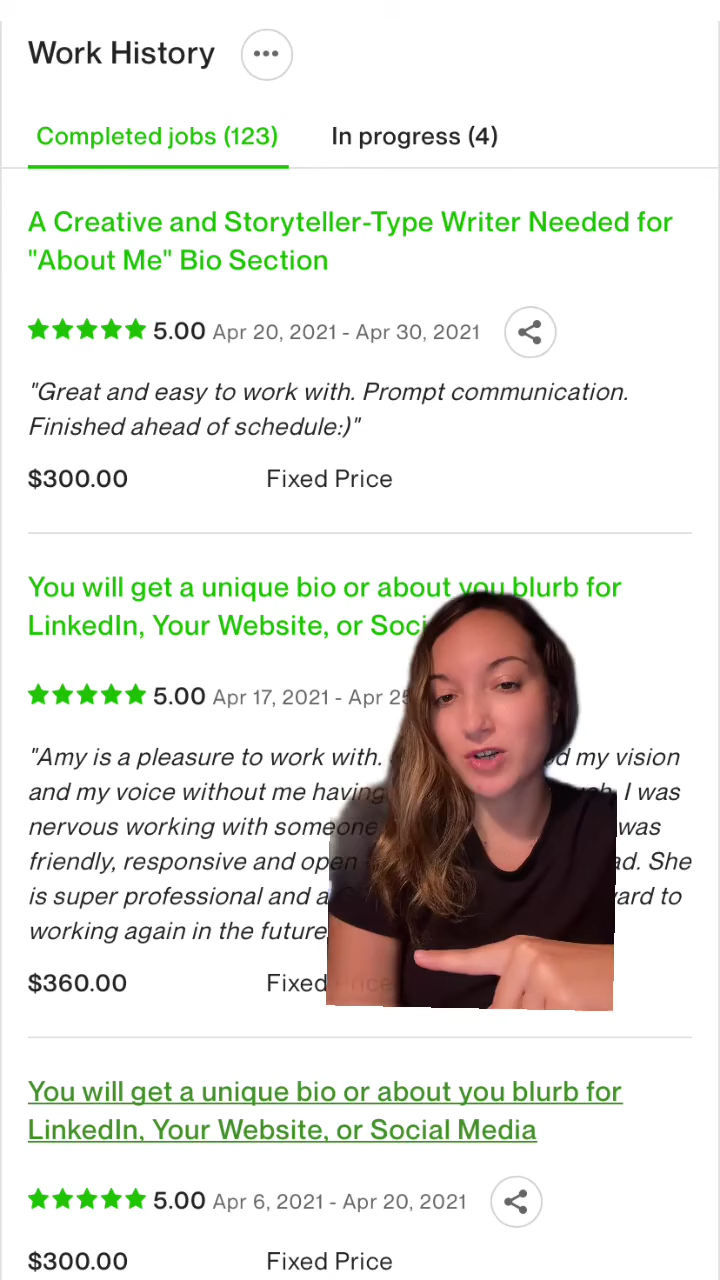 Work History
Completed jobs (123)
In progress (4)
A Creative and Storyteller-Type Writer Needed for
"About Me" Bio Section
5.00 Apr 20, 2021 - Apr 30, 2021
"Great and easy to work with. Prompt communication.
Finished ahead of schedule:)"
$300.00 Fixed Price
You will get a unique bio or about you blurb for
LinkedIn, Your Website, or
5.00 Apr 17, 2021 - Apr
"Amy is a pleasure to work with. my vision
and my voice without me having I was
nervous working with someone was
friendly, responsive and open She
is super professional and to
working again in the future
$360.00 Fixed Price
You will get a unique bio or about you blurb for
LinkedIn, Your Website, or Social Media
5.00 Apr 6, 2021 - Apr 20, 2021
$300.00 Fixed Price